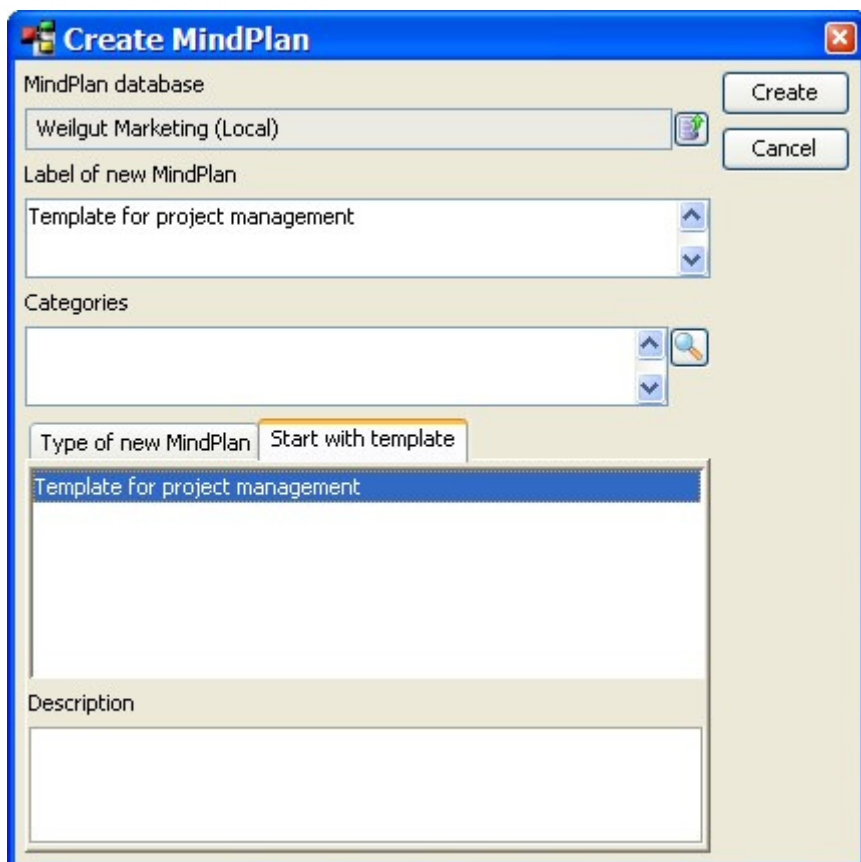 Create MindPlan
MindPlan database
Create
Weilgut Marketing (Local)
Cancel
Label of new MindPlan
Template for project management
Categories
Type of new MindPlan
Start with template
Template for project management
Description